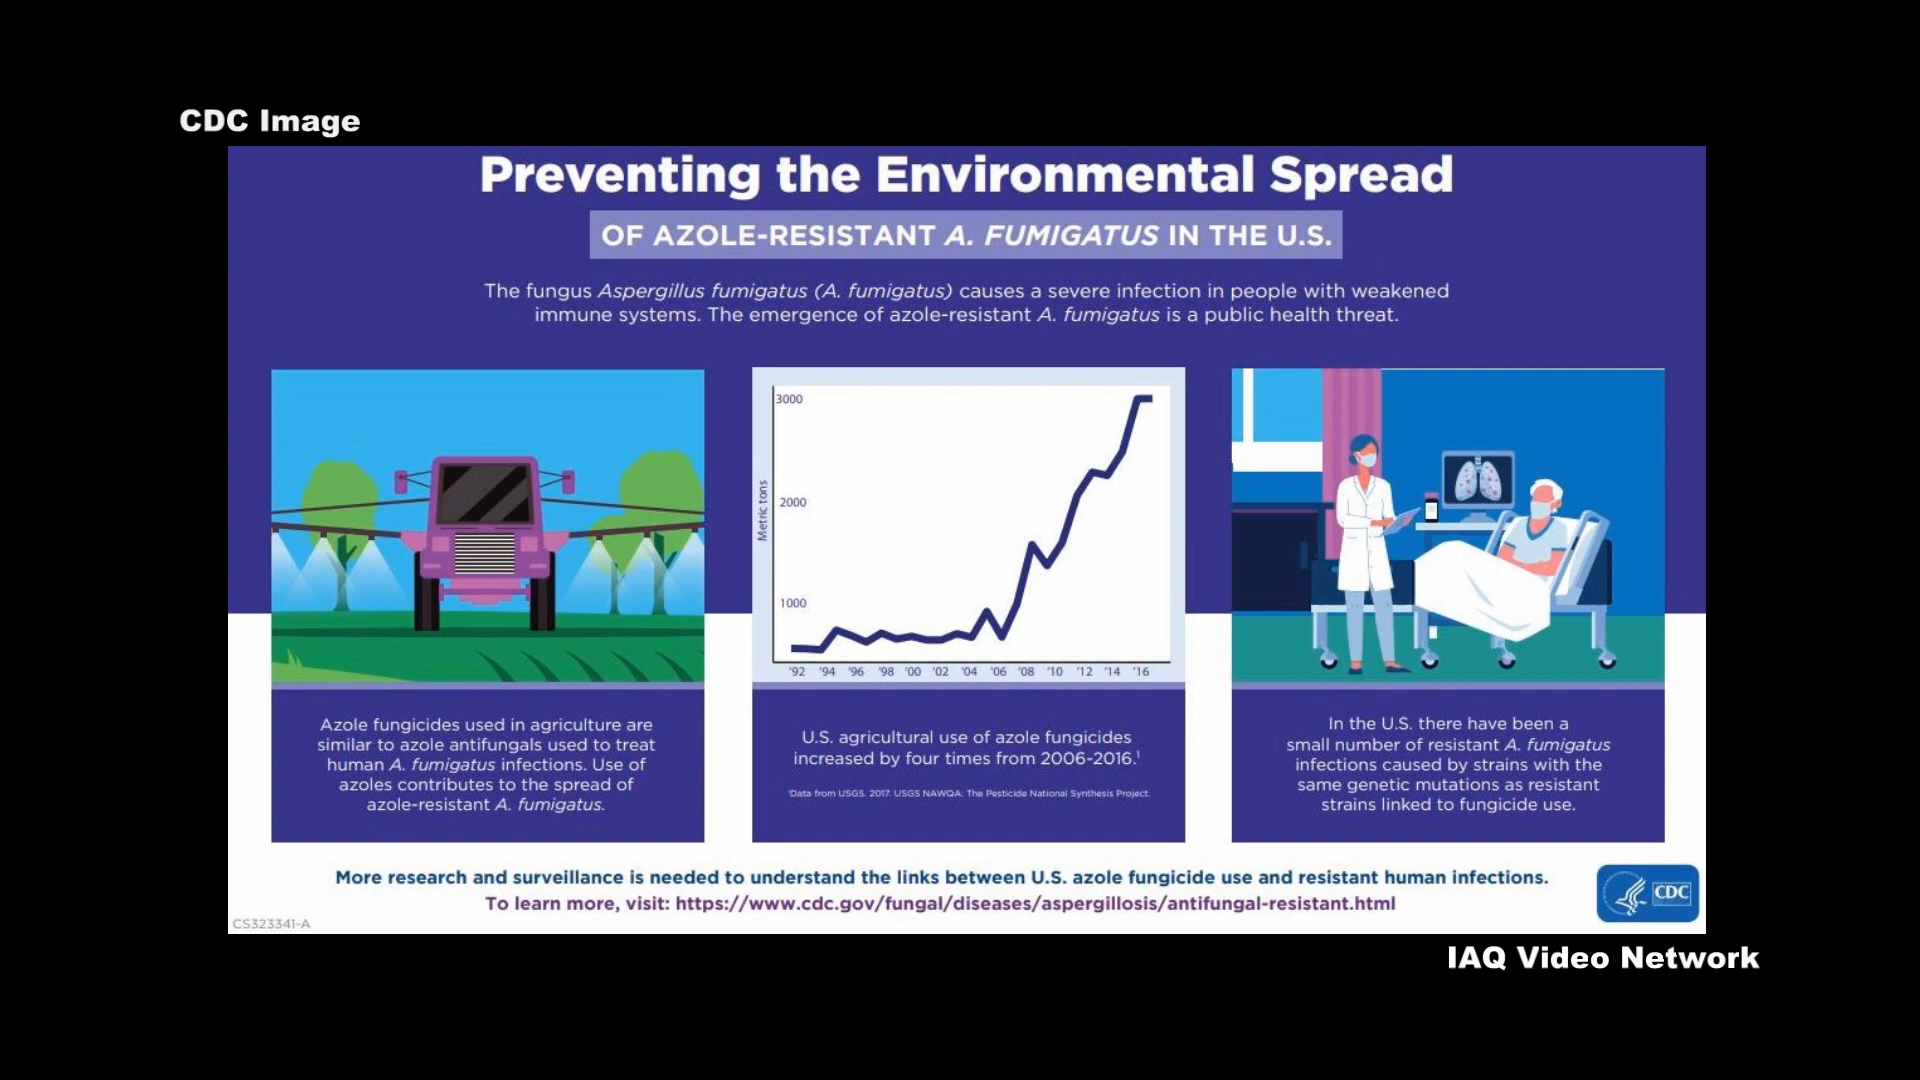 CDC Image
Preventing the Environmental Spread
OF AZOLE-RESISTANT A. FUMIGATUS IN THE U.S.
The fungus Aspergillus fumigatus (A. fumigatus) causes a severe infection in people with weakened
immune systems. The emergence of azole-resistant A. fumigatus is a public health threat.
Azole fungicides used in agriculture are
similar to azole antifungals used to treat
human A. fumigatus infections. Use of
azoles contributes to the spread of
azole-resistant A. fumigatus.
3000
2000
1000
Metric tons
'92 '94 '96 '98 '00 '02 '04 '06 '08 '10 '12 '14 '16
U.S. agricultural use of azole fungicides
increased by four times from 2006-2016.¹
¹Data from USGS. 2017. USGS NAWQA: The Pesticide National Synthesis Project.
In the U.S. there have been a
small number of resistant A. fumigatus
infections caused by strains with the
same genetic mutations as resistant
strains linked to fungicide use.
More research and surveillance is needed to understand the links between U.S. azole fungicide use and resistant human infections.
To learn more, visit: https://www.cdc.gov/fungal/diseases/aspergillosis/antifungal-resistant.html
CDC
CS323341-A
IAQ Video Network